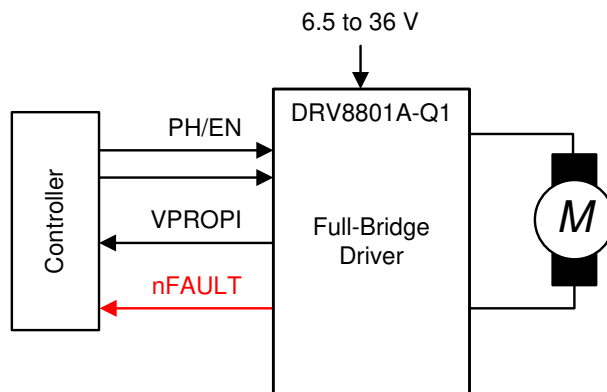 6.5 to 36 V
DRV8801A-Q1
PH/EN
Controller
VPROPI
Full-Bridge
Driver
M
nFAULT